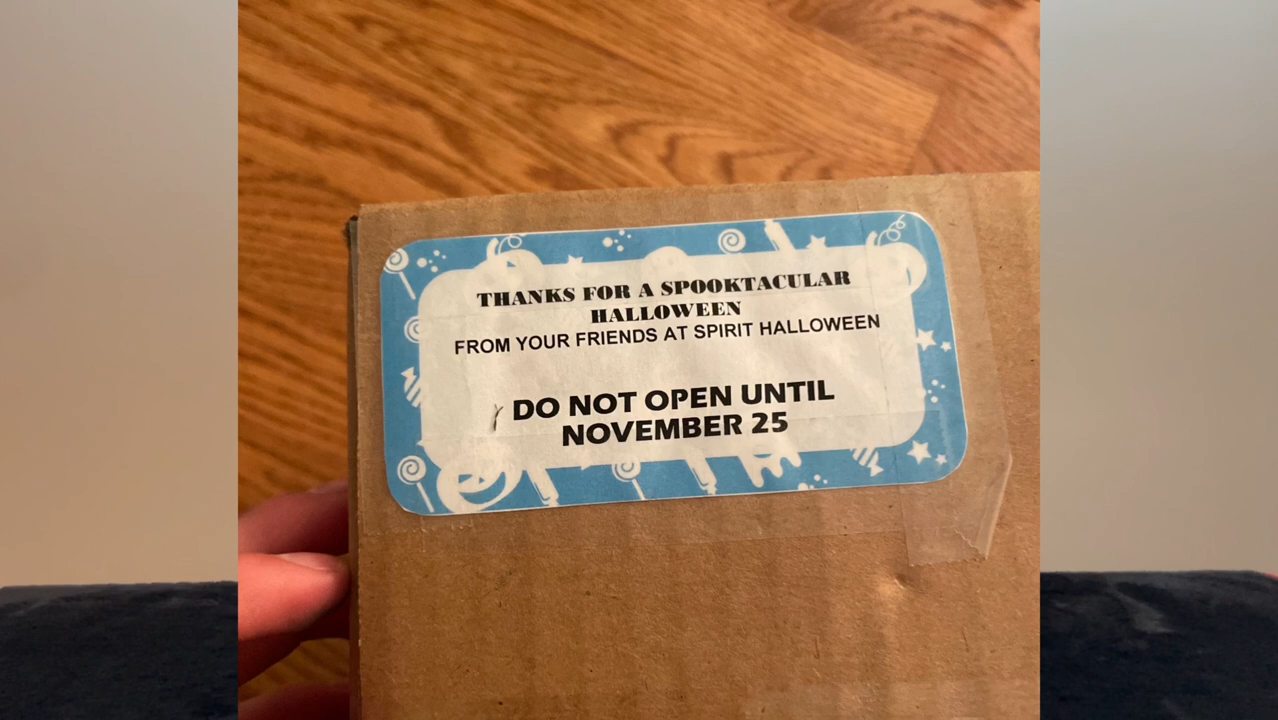 THANKS FOR A SPOOKTACULAR
HALLOWEEN
FROM YOUR FRIENDS AT SPIRIT HALLOWEEN
DO NOT OPEN UNTIL
NOVEMBER 25